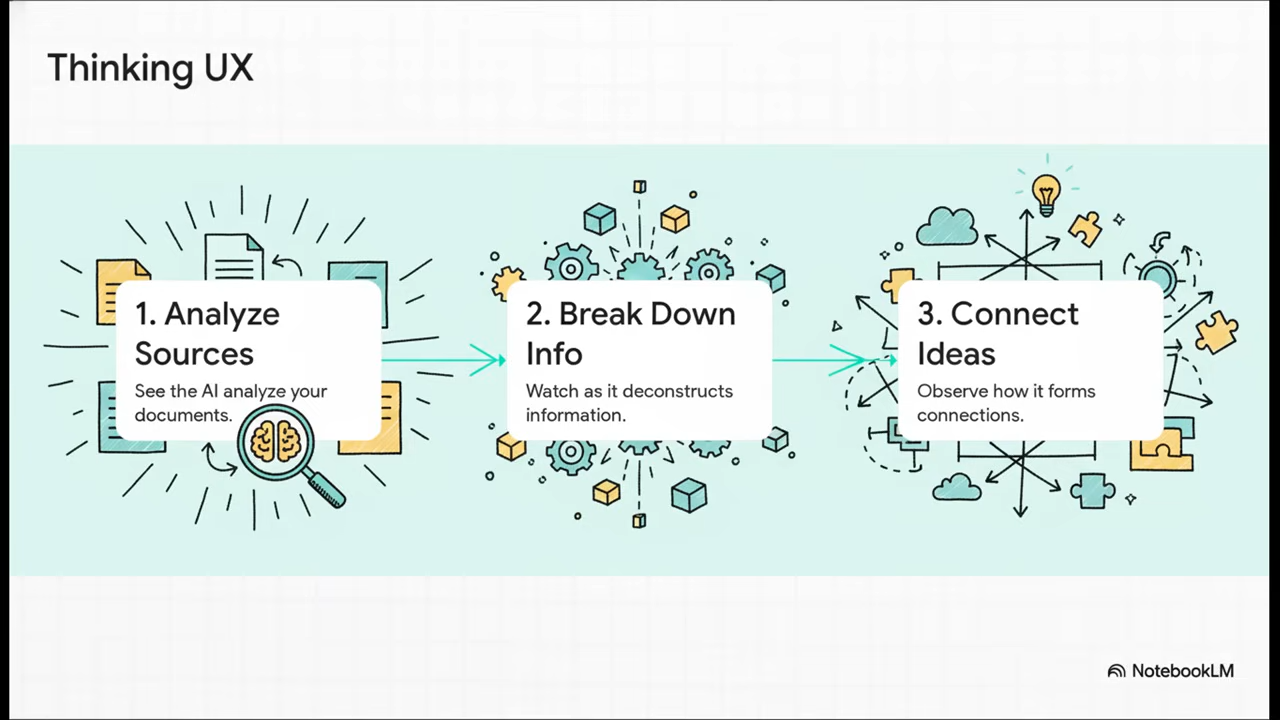 Thinking UX
1. Analyze
Sources
See the AI analyze your
documents.
2. Break Down
Info
Watch as it deconstructs
information.
3. Connect
Ideas
Observe how it forms
connections.
NotebookLM